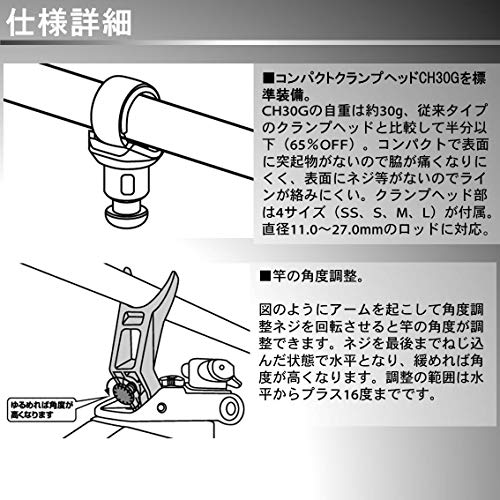 仕様詳細
■コンパクトクランプヘッドCH30Gを標
準装備。
CH30Gの自重は約30g、従来タイプ
のクランプヘッドと比較して半分以
下（65％OFF）。コンパクトで表面
に突起物がないので脇が痛くなりに
くく、表面にネジ等がないのでライ
ンが絡みにくい。クランプヘッド部
は4サイズ（SS、S、M、L）が付属。
直径11.0～27.0mmのロッドに対応。
■竿の角度調整。
図のようにアームを起こして角度調
整ネジを回転させると竿の角度が調
整できます。ネジを最後までねじ込
んだ状態で水平となり、緩めれば角
度が高くなります。調整の範囲は水
平からプラス16度までです。
ゆるめれば角度が
高くなります